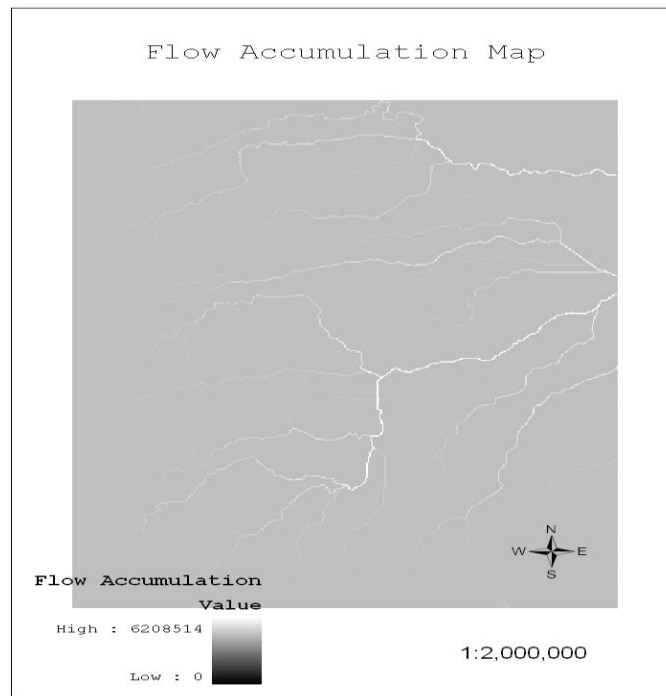 Flow Accumulation Map
N
W E
S
Flow Accumulation
Value
High : 6208514
Low : 0
1:2,000,000